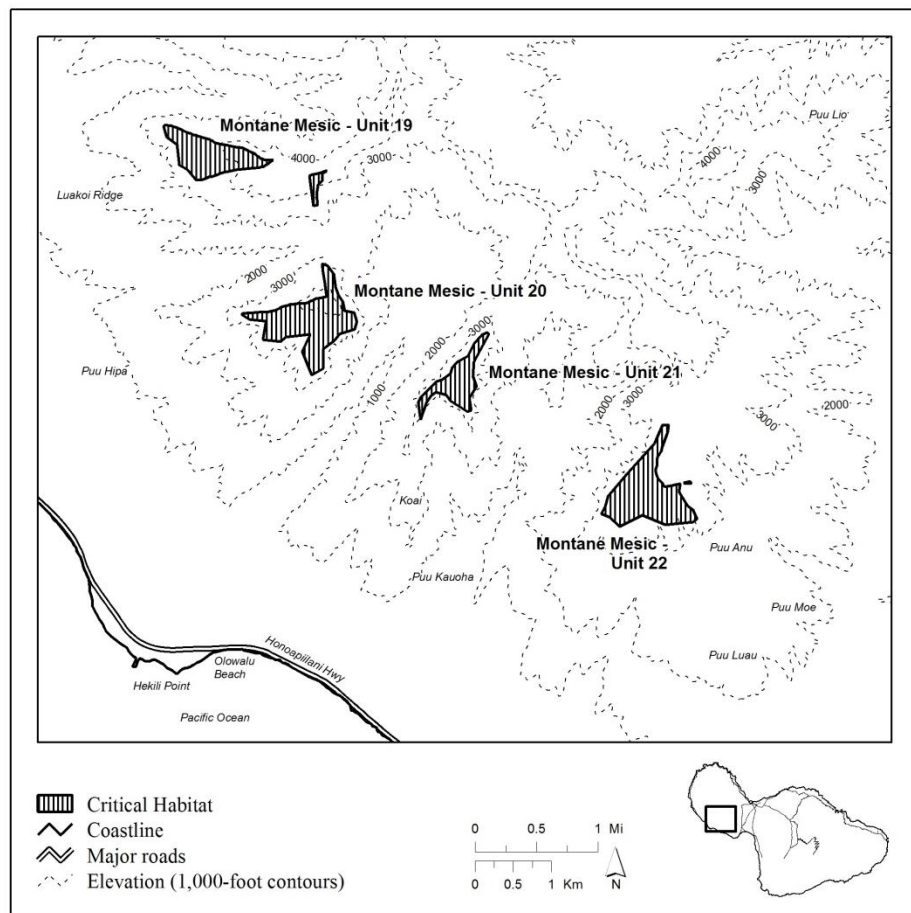 Puu Lio
Montane Mesic - Unit 19
4000
3000
4000
3000
Luakoi Ridge
2000
3000
Montane Mesic - Unit 20
3000
2000
Puu Hipa
Montane Mesic - Unit 21
1000
2000
3000
3000
2000
Koai
Montane Mesic -
Unit 22
Puu Anu
Puu Kauoha
Puu Moe
Puu Luau
Honoapiilani Hwy
Olowalu
Beach
Hekili Point
Pacific Ocean
Critical Habitat
Coastline
Major roads
Elevation (1,000-foot contours)
0 0.5 1 Mi
0 0.5 1 Km
N